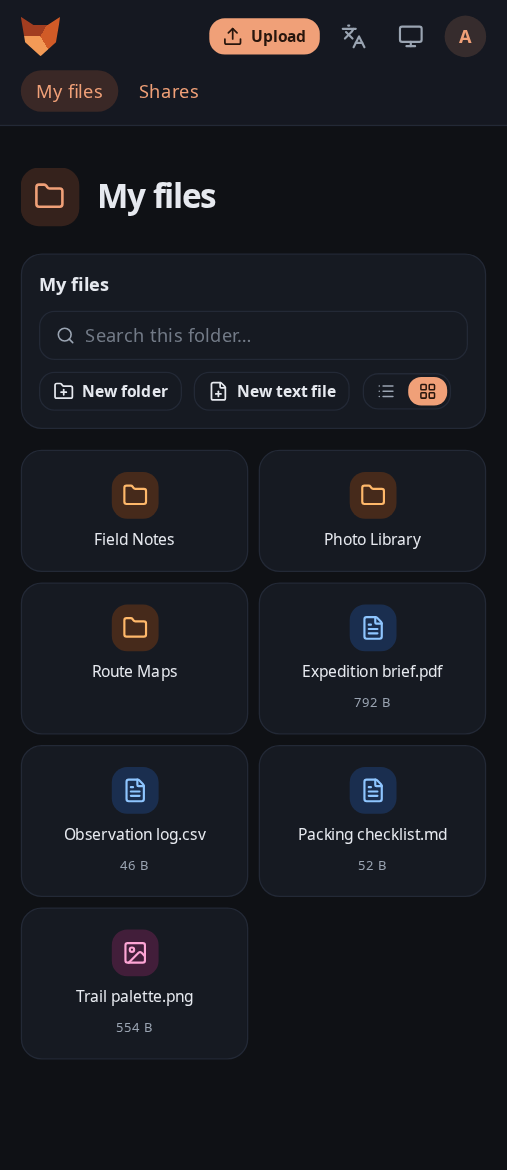 Upload
A
My files
Shares
My files
My files
Search this folder...
New folder
New text file
Field Notes
Photo Library
Route Maps
Expedition brief.pdf
792 B
Observation log.csv
46 B
Packing checklist.md
52 B
Trail palette.png
554 B